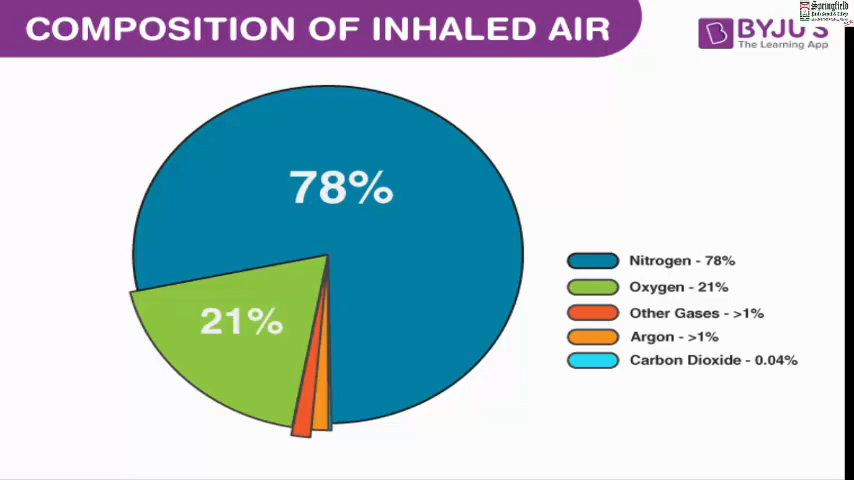 COMPOSITION OF INHALED AIR
BYJU'S
The Learning App
Springfield
78%
21%
Nitrogen - 78%
Oxygen - 21%
Other Gases - >1%
Argon - >1%
Carbon Dioxide - 0.04%